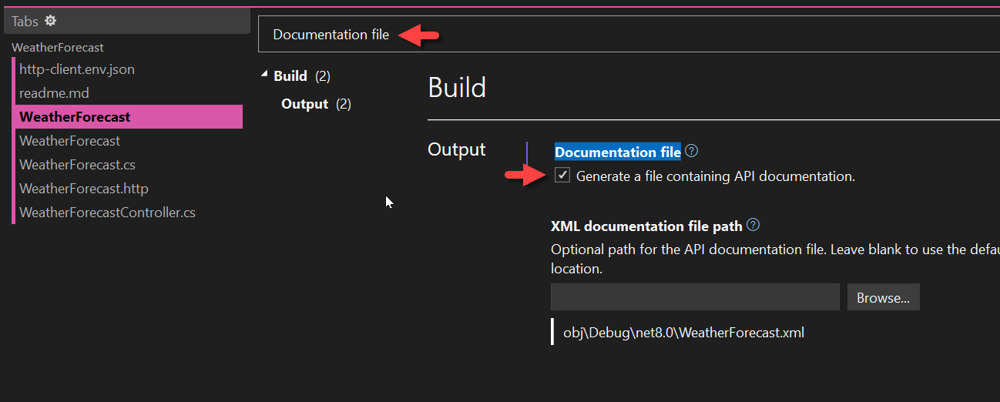 Tabs
WeatherForecast
http-client.env.json
readme.md
WeatherForecast
WeatherForecast
WeatherForecast.cs
WeatherForecast.http
WeatherForecastController.cs
Documentation file
Build (2)
Output (2)
Build
Output
Documentation file
Generate a file containing API documentation.
XML documentation file path
Optional path for the API documentation file. Leave blank to use the defau
location.
Browse...
obj\Debug\net8.0\WeatherForecast.xml